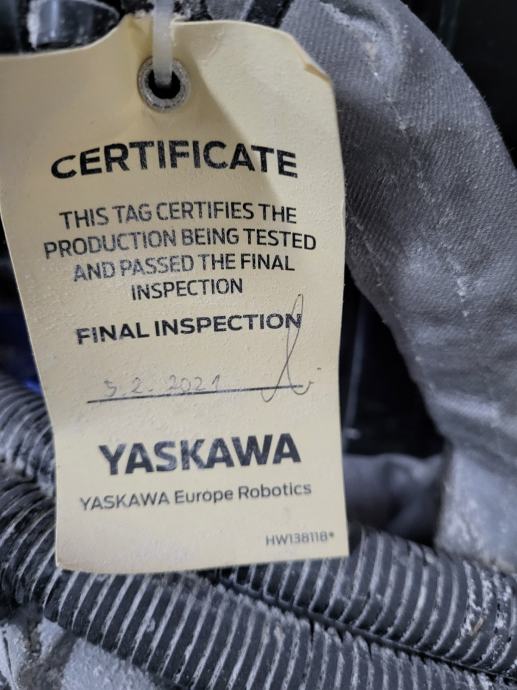 CERTIFICATE
THIS TAG CERTIFIES THE
PRODUCTION BEING TESTED
AND PASSED THE FINAL
INSPECTION
FINAL INSPECTION
5.2.2021
YASKAWA
YASKAWA Europe Robotics
HW138118*